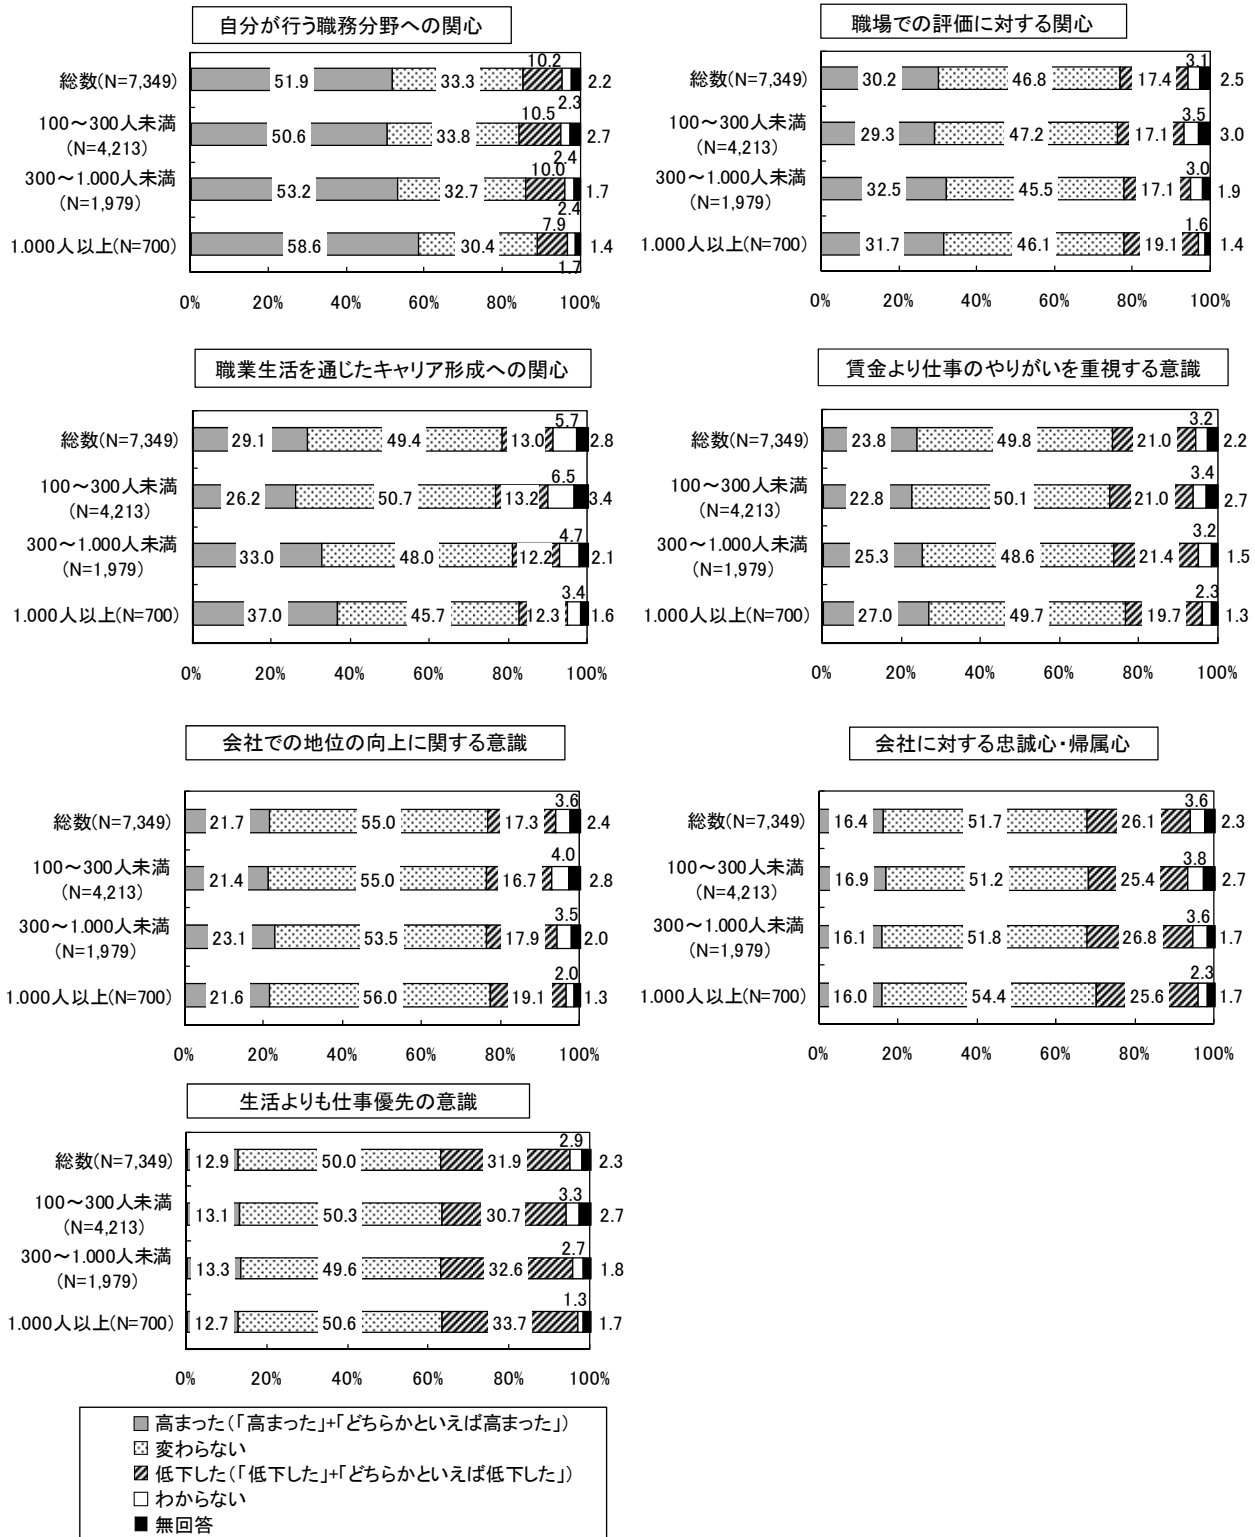 自分が行う職務分野への関心
10.2
総数(N=7,349) 51.9 33.3 2.2
2.3
10.5
100～300人未満 50.6 33.8 2.7
(N=4,213)
2.4
10.0
300～1.000人未満 53.2 32.7 1.7
(N=1,979)
2.4
7.9
1.000人以上(N=700) 58.6 30.4 1.4
1.7
0% 20% 40% 60% 80% 100%
職場での評価に対する関心
3.1
総数(N=7,349) 30.2 46.8 17.4 2.5
3.5
100～300人未満 29.3 47.2 17.1 3.0
(N=4,213)
3.0
300～1.000人未満 32.5 45.5 17.1 1.9
(N=1,979)
1.6
1.000人以上(N=700) 31.7 46.1 19.1 1.4
0% 20% 40% 60% 80% 100%
職業生活を通じたキャリア形成への関心
5.7
総数(N=7,349) 29.1 49.4 13.0 2.8
6.5
100～300人未満 26.2 50.7 13.2 3.4
(N=4,213)
4.7
300～1.000人未満 33.0 48.0 12.2 2.1
(N=1,979)
3.4
1.000人以上(N=700) 37.0 45.7 12.3 1.6
0% 20% 40% 60% 80% 100%
賃金より仕事のやりがいを重視する意識
3.2
総数(N=7,349) 23.8 49.8 21.0 2.2
3.4
100～300人未満 22.8 50.1 21.0 2.7
(N=4,213)
3.2
300～1.000人未満 25.3 48.6 21.4 1.5
(N=1,979)
2.3
1.000人以上(N=700) 27.0 49.7 19.7 1.3
0% 20% 40% 60% 80% 100%
会社での地位の向上に関する意識
3.6
総数(N=7,349) 21.7 55.0 17.3 2.4
4.0
100～300人未満 21.4 55.0 16.7 2.8
(N=4,213)
3.5
300～1.000人未満 23.1 53.5 17.9 2.0
(N=1,979)
2.0
1.000人以上(N=700) 21.6 56.0 19.1 1.3
0% 20% 40% 60% 80% 100%
会社に対する忠誠心・帰属心
3.6
総数(N=7,349) 16.4 51.7 26.1 2.3
3.8
100～300人未満 16.9 51.2 25.4 2.7
(N=4,213)
3.6
300～1.000人未満 16.1 51.8 26.8 1.7
(N=1,979)
2.3
1.000人以上(N=700) 16.0 54.4 25.6 1.7
0% 20% 40% 60% 80% 100%
生活よりも仕事優先の意識
2.9
総数(N=7,349) 12.9 50.0 31.9 2.3
3.3
100～300人未満 13.1 50.3 30.7 2.7
(N=4,213)
2.7
300～1.000人未満 13.3 49.6 32.6 1.8
(N=1,979)
1.3
1.000人以上(N=700) 12.7 50.6 33.7 1.7
0% 20% 40% 60% 80% 100%
高まった(「高まった」+「どちらかといえば高まった」)
変わらない
低下した(「低下した」+「どちらかといえば低下した」)
わからない
無回答